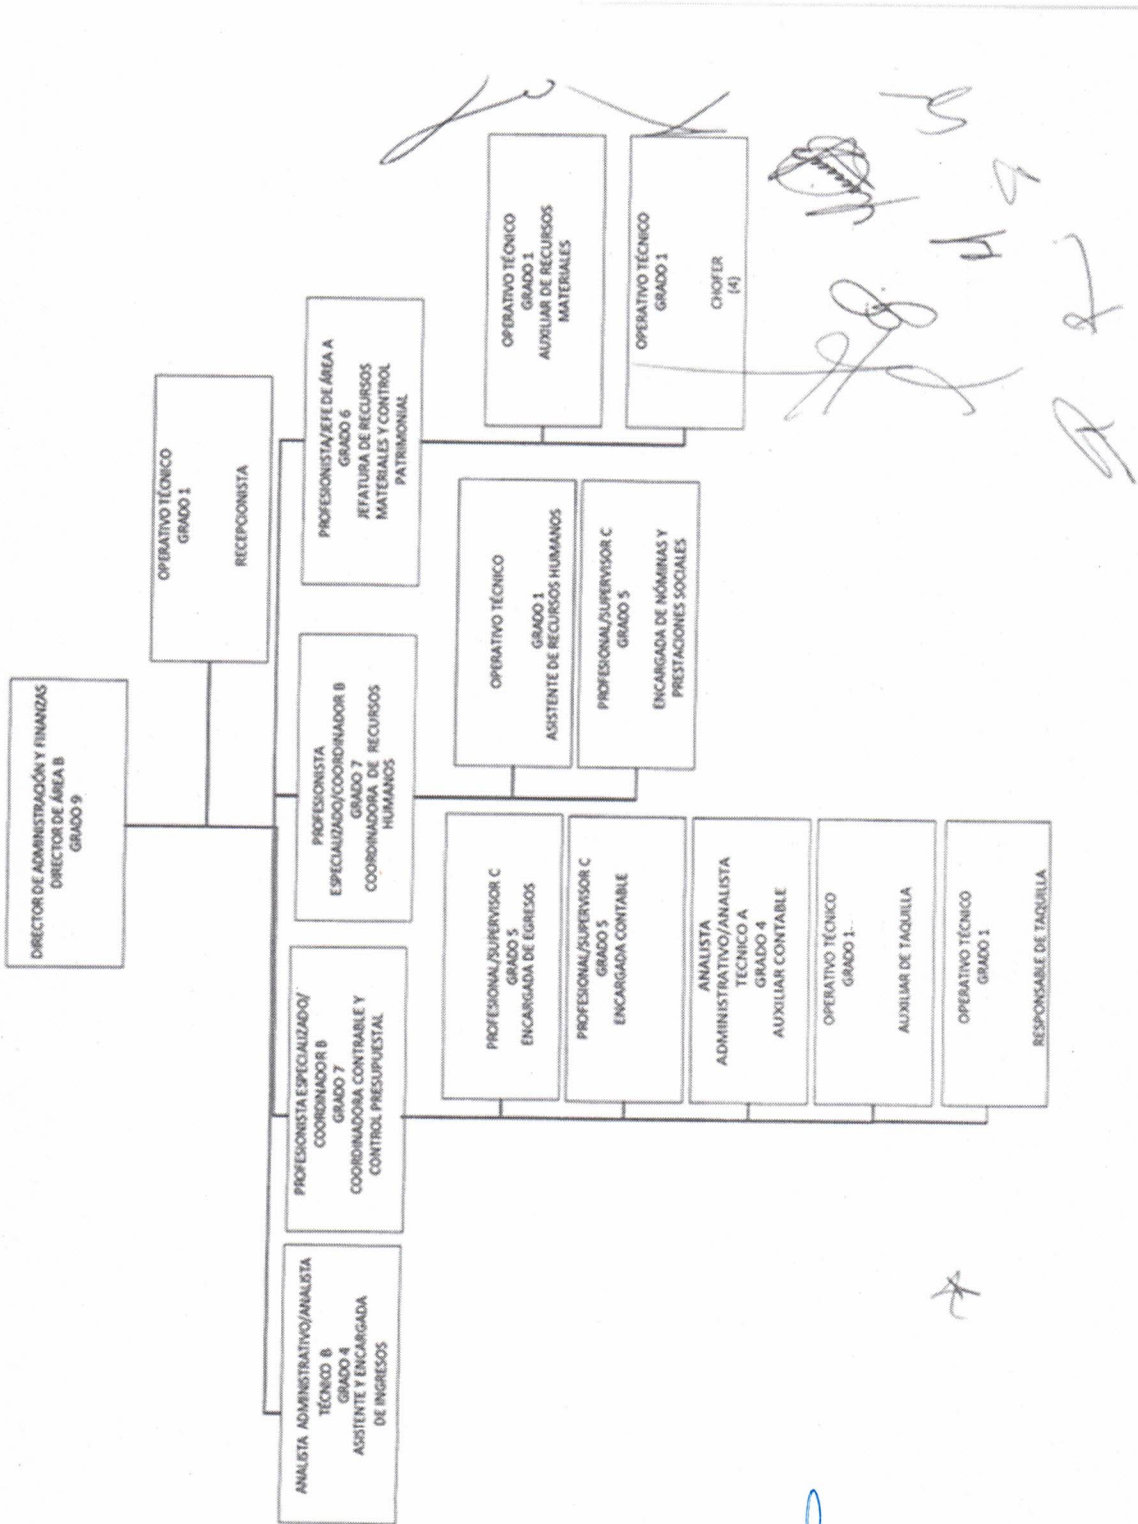 DIRECTOR DE ADMINISTRACIÓN Y FINANZAS
DIRECTOR DE ÁREA B
GRADO 9
OPERATIVO TÉCNICO
GRADO 1
RECEPCIONISTA
ANALISTA ADMINISTRATIVO/ANALISTA
TÉCNICO B
GRADO 4
ASISTENTE Y ENCARGADA
DE INGRESOS
PROFESIONISTA ESPECIALIZADO/
COORDINADOR B
GRADO 7
COORDINADORA CONTRABLE Y
CONTROL PRESUPUESTAL
PROFESIONISTA
ESPECIALIZADO/COORDINADOR B
GRADO 7
COORDINADORA DE RECURSOS
HUMANOS
PROFESIONISTA/JEFE DE ÁREA A
GRADO 6
JEFATURA DE RECURSOS
MATERIALES Y CONTROL
PATRIMONIAL
PROFESIONAL/SUPERVISOR C
GRADO 5
ENCARGADA DE EGRESOS
PROFESIONAL/SUPERVISOR C
GRADO 5
ENCARGADA CONTABLE
ANALISTA
ADMINISTRATIVO/ANALISTA
TECNICO A
GRADO 4
AUXILIAR CONTABLE
OPERATIVO TÉCNICO
GRADO 1
AUXILIAR DE TAQUILLA
OPERATIVO TÉCNICO
GRADO 1
RESPONSABLE DE TAQUILLA
OPERATIVO TÉCNICO
GRADO 1
ASISTENTE DE RECURSOS HUMANOS
PROFESIONAL/SUPERVISOR C
GRADO 5
ENCARGADA DE NÓMINAS Y
PRESTACIONES SOCIALES
OPERATIVO TÉCNICO
GRADO 1
AUXILIAR DE RECURSOS
MATERIALES
OPERATIVO TÉCNICO
GRADO 1
CHOFER
(4)